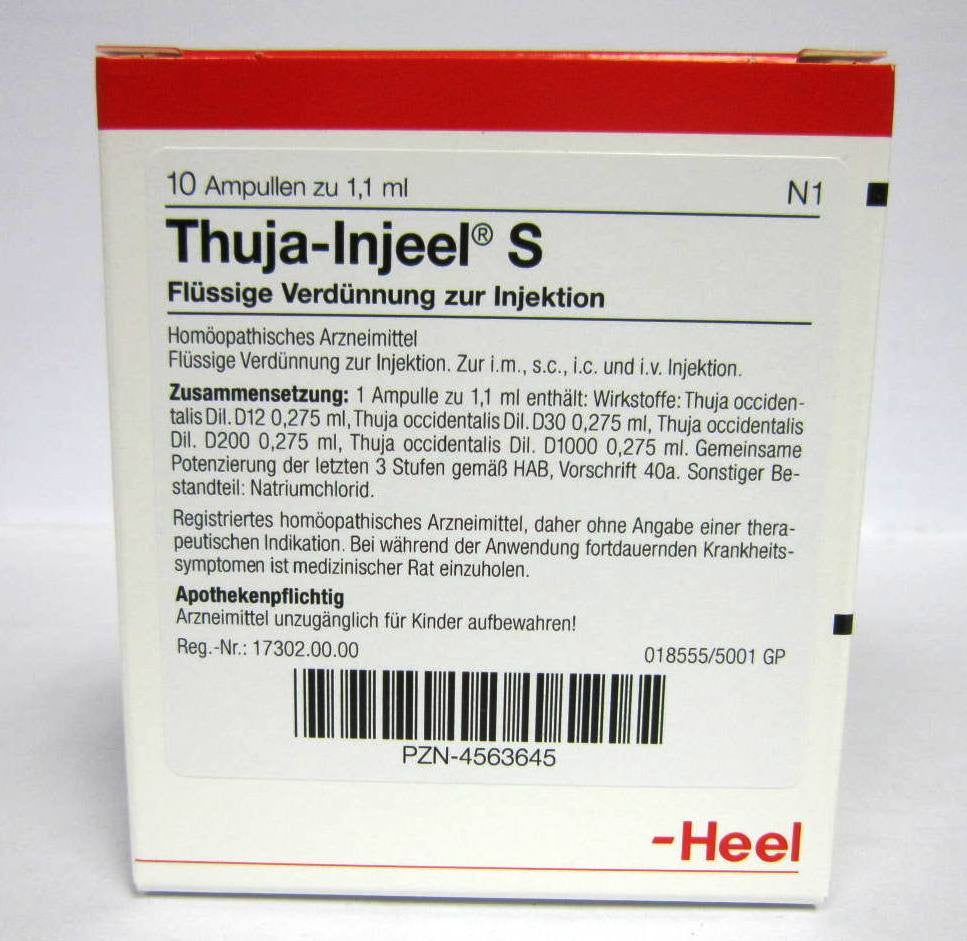 10 Ampullen zu 1,1 ml N1
Thuja-Injeel® S
Flüssige Verdünnung zur Injektion
Homöopathisches Arzneimittel
Flüssige Verdünnung zur Injektion. Zur i.m., s.c., i.c. und i.v. Injektion.
Zusammensetzung: 1 Ampulle zu 1,1 ml enthält: Wirkstoffe: Thuja occiden-
talis Dil. D12 0,275 ml, Thuja occidentalis Dil. D30 0,275 ml, Thuja occidentalis
Dil. D200 0,275 ml, Thuja occidentalis Dil. D1000 0,275 ml. Gemeinsame
Potenzierung der letzten 3 Stufen gemäß HAB, Vorschrift 40a. Sonstiger Be-
standteil: Natriumchlorid.
Registriertes homöopathisches Arzneimittel, daher ohne Angabe einer thera-
peutischen Indikation. Bei während der Anwendung fortdauernden Krankheits-
symptomen ist medizinischer Rat einzuholen.
Apothekenpflichtig
Arzneimittel unzugänglich für Kinder aufbewahren!
Reg.-Nr.: 17302.00.00 018555/5001 GP
PZN-4563645
-Heel